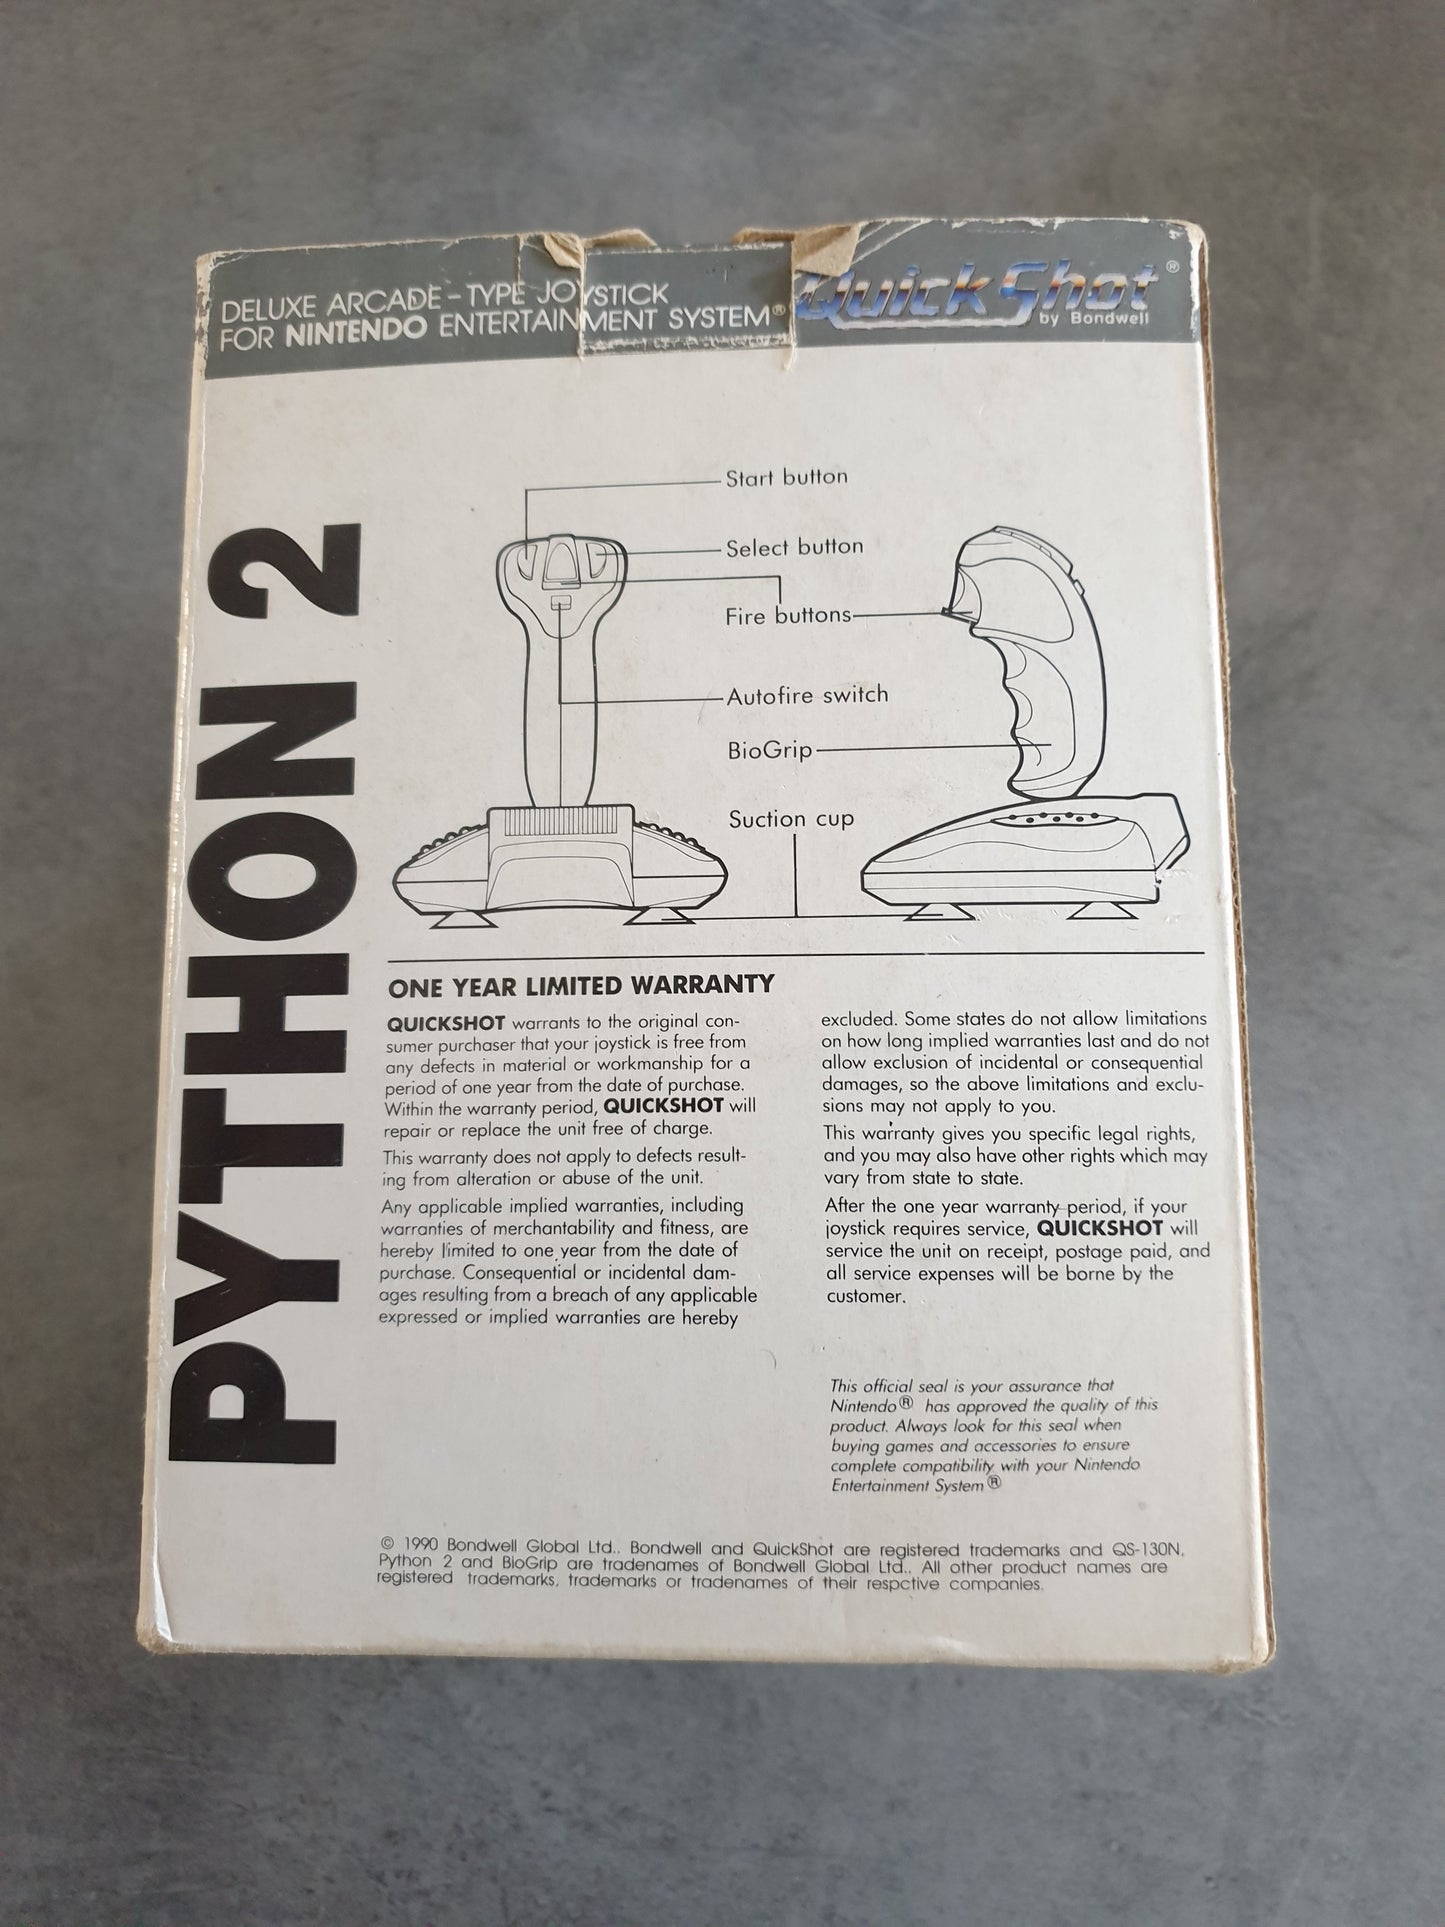 DELUXE ARCADE-TYPE JOYSTICK
FOR NINTENDO ENTERTAINMENT SYSTEM®
QuickShot®
by Bondwell
PYTHON 2
Start button
Select button
Fire buttons
Autofire switch
BioGrip
Suction cup
ONE YEAR LIMITED WARRANTY
QUICKSHOT warrants to the original con-
sumer purchaser that your joystick is free from
any defects in material or workmanship for a
period of one year from the date of purchase.
Within the warranty period, QUICKSHOT will
repair or replace the unit free of charge.
This warranty does not apply to defects result-
ing from alteration or abuse of the unit.
Any applicable implied warranties, including
warranties of merchantability and fitness, are
hereby limited to one year from the date of
purchase. Consequential or incidental dam-
ages resulting from a breach of any applicable
expressed or implied warranties are hereby
excluded. Some states do not allow limitations
on how long implied warranties last and do not
allow exclusion of incidental or consequential
damages, so the above limitations and exclu-
sions may not apply to you.
This warranty gives you specific legal rights,
and you may also have other rights which may
vary from state to state.
After the one year warranty period, if your
joystick requires service, QUICKSHOT will
service the unit on receipt, postage paid, and
all service expenses will be borne by the
customer.
This official seal is your assurance that
Nintendo® has approved the quality of this
product. Always look for this seal when
buying games and accessories to ensure
complete compatibility with your Nintendo
Entertainment System®
© 1990 Bondwell Global Ltd.. Bondwell and QuickShot are registered trademarks and QS-130N,
Python 2 and BioGrip are tradenames of Bondwell Global Ltd.. All other product names are
registered trademarks, trademarks or tradenames of their respctive companies.